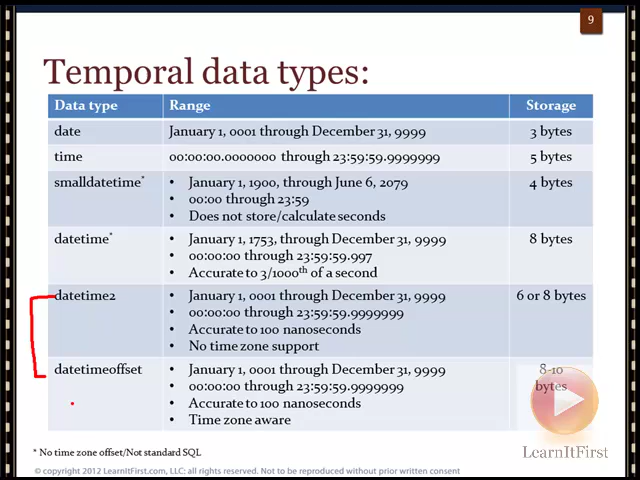 9
Temporal data types:
Data type Range Storage
date January 1, 0001 through December 31, 9999 3 bytes
time 00:00:00.0000000 through 23:59:59.9999999 5 bytes
smalldatetime* • January 1, 1900, through June 6, 2079 4 bytes
• 00:00 through 23:59
• Does not store/calculate seconds
datetime* • January 1, 1753, through December 31, 9999 8 bytes
• 00:00:00 through 23:59:59.997
• Accurate to 3/1000th of a second
datetime2 • January 1, 0001 through December 31, 9999 6 or 8 bytes
• 00:00:00 through 23:59:59.9999999
• Accurate to 100 nanoseconds
• No time zone support
datetimeoffset • January 1, 0001 through December 31, 9999 8-10
• 00:00:00 through 23:59:59.9999999 bytes
• Accurate to 100 nanoseconds
• Time zone aware
LearnItFirst
* No time zone offset/Not standard SQL
© copyright 2012 LearnItFirst.com, LLC; all rights reserved. Not to be reproduced without prior written consent